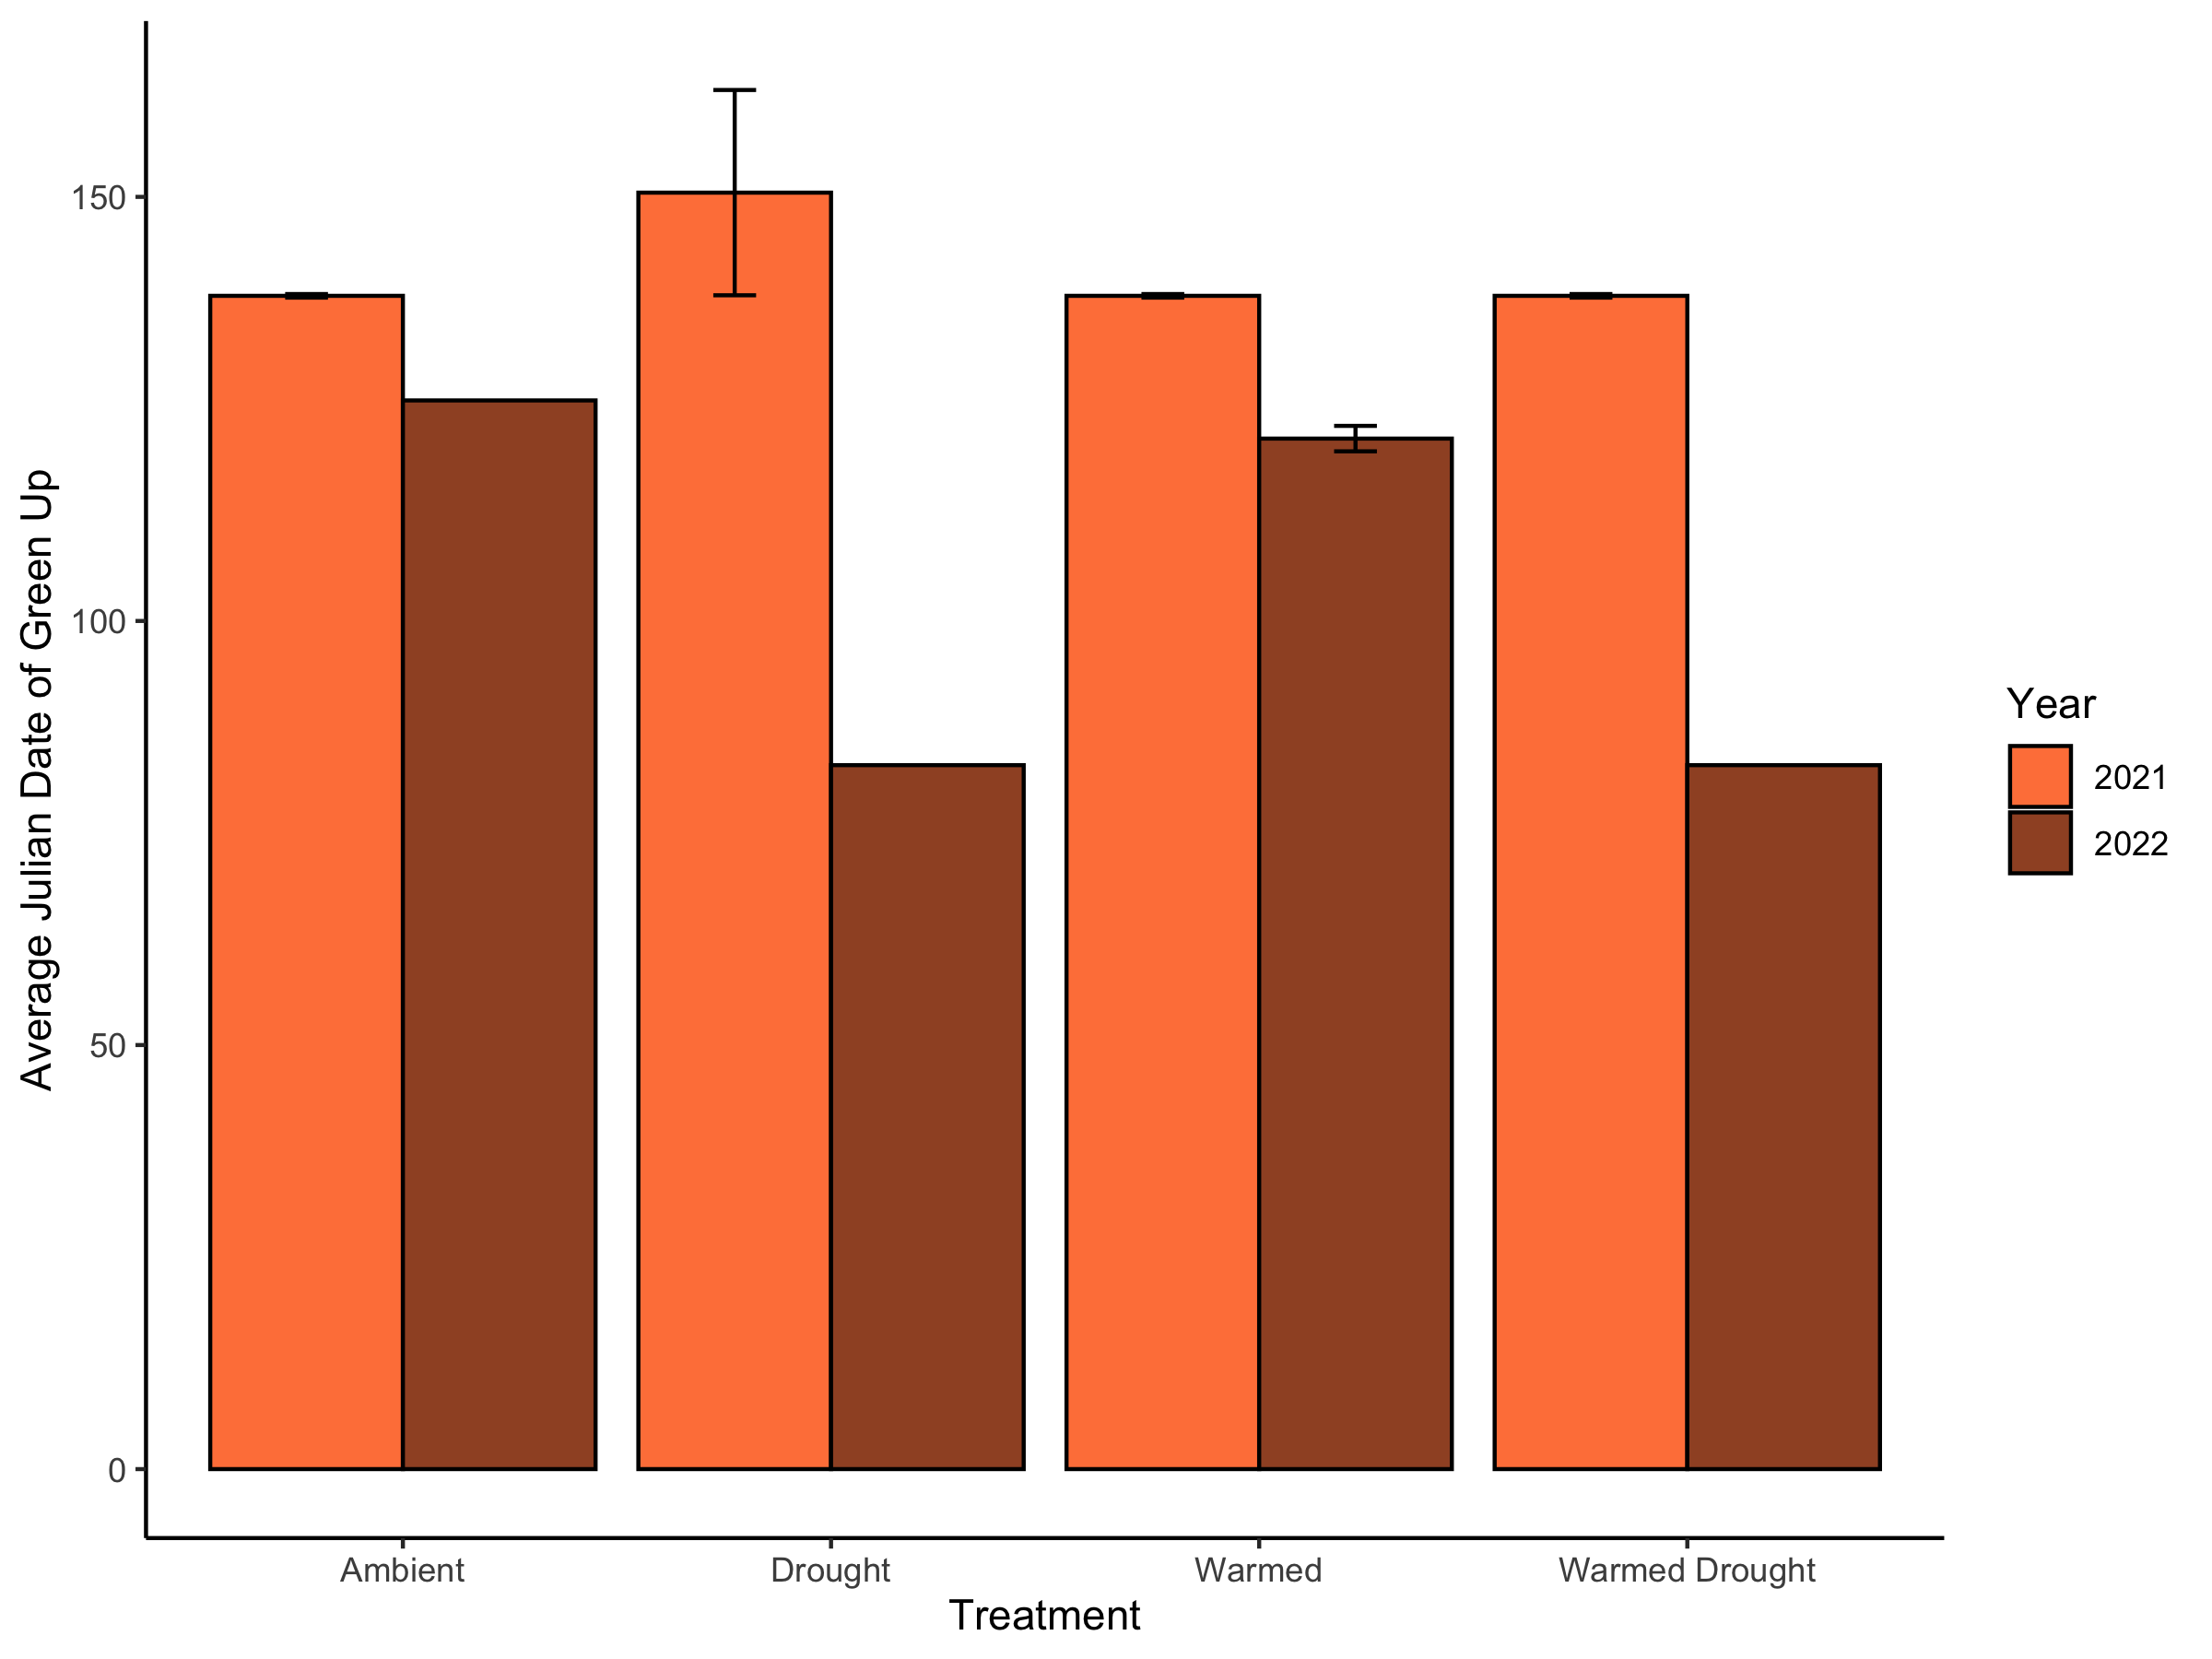 Average Julian Date of Green Up
150
100
50
0
Ambient
Drought
Warmed
Warmed Drought
Treatment
Year
2021
2022